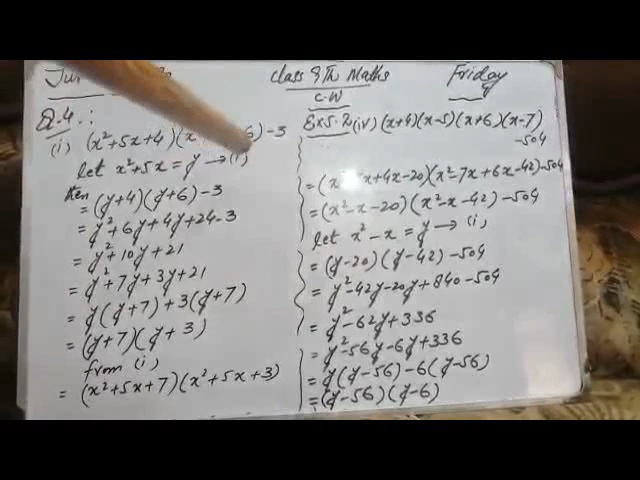 Class 9Th Maths
Friday
C.W
Q.4 :
(i) (x²+5x+4)(x 6)-3
let x²+5x = y → (i)
then
= (y+4)(y+6)-3
= y²+6y+4y+24-3
= y²+10y+21
= y²+7y+3y+21
= y(y+7)+3(y+7)
= (y+7)(y+3)
from (i)
= (x²+5x+7)(x²+5x+3)
Ex5.2 (iv) (x+4)(x-5)(x+6)(x-7)
-504
= (x² x+4x-20)(x²-7x+6x-42)-504
= (x²-x-20)(x²-x-42)-504
let x²-x = y → (i)
= (y-20)(y-42)-504
= y²-42y-20y+840-504
= y²-62y+336
= y²-56y-6y+336
= y(y-56)-6(y-56)
= (y-56)(y-6)